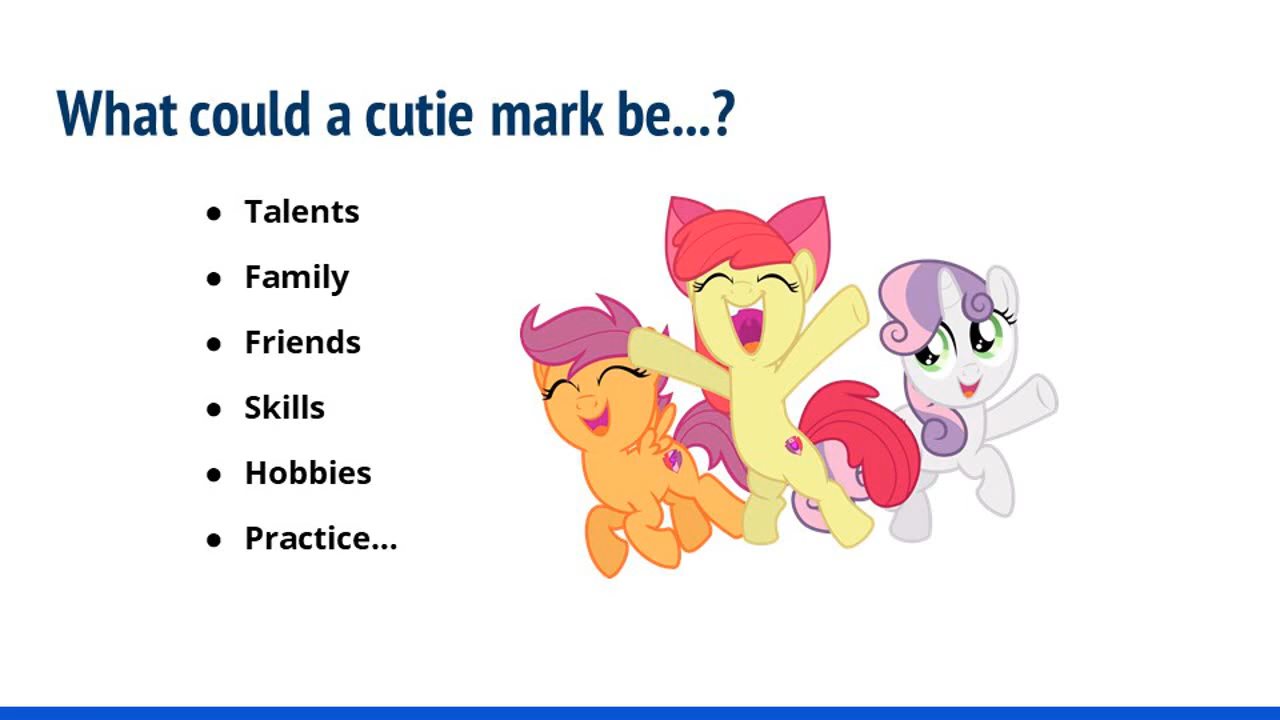 What could a cutie mark be...?
● Talents
● Family
● Friends
● Skills
● Hobbies
● Practice...